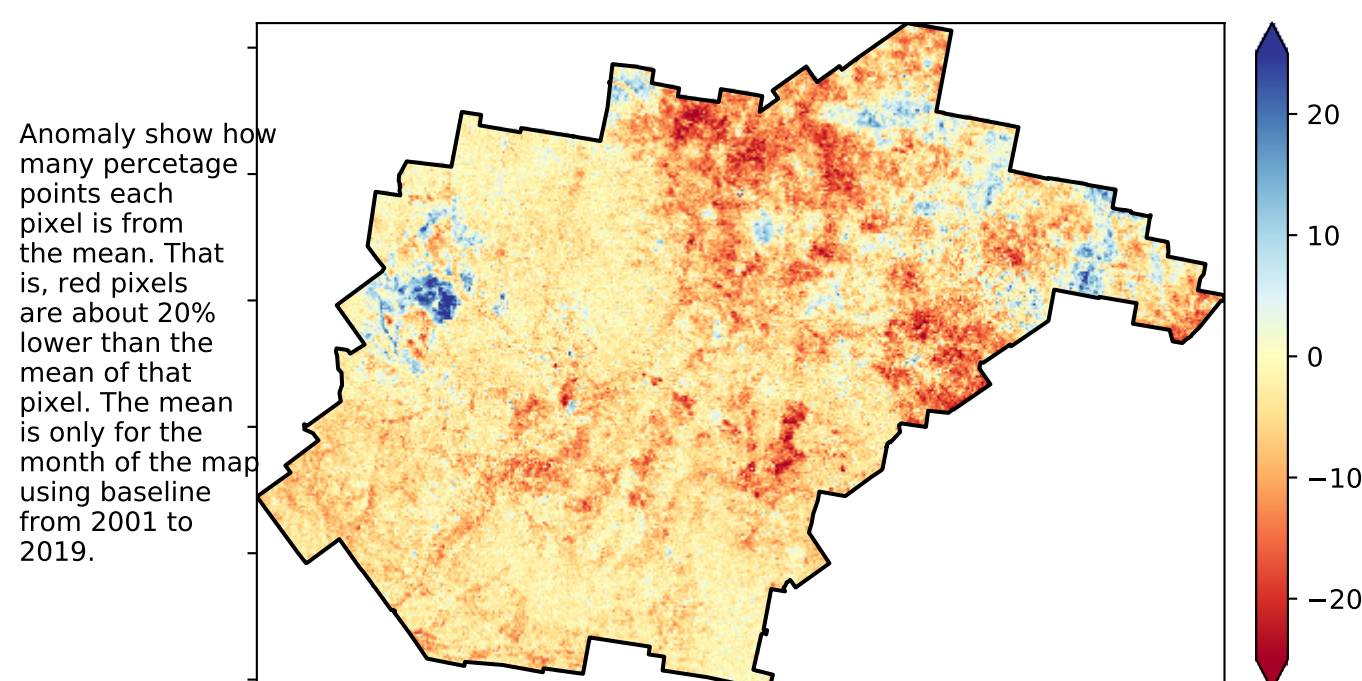 Anomaly show how
many percetage
points each
pixel is from
the mean. That
is, red pixels
are about 20%
lower than the
mean of that
pixel. The mean
is only for the
month of the map
using baseline
from 2001 to
2019.
20
10
0
−10
−20